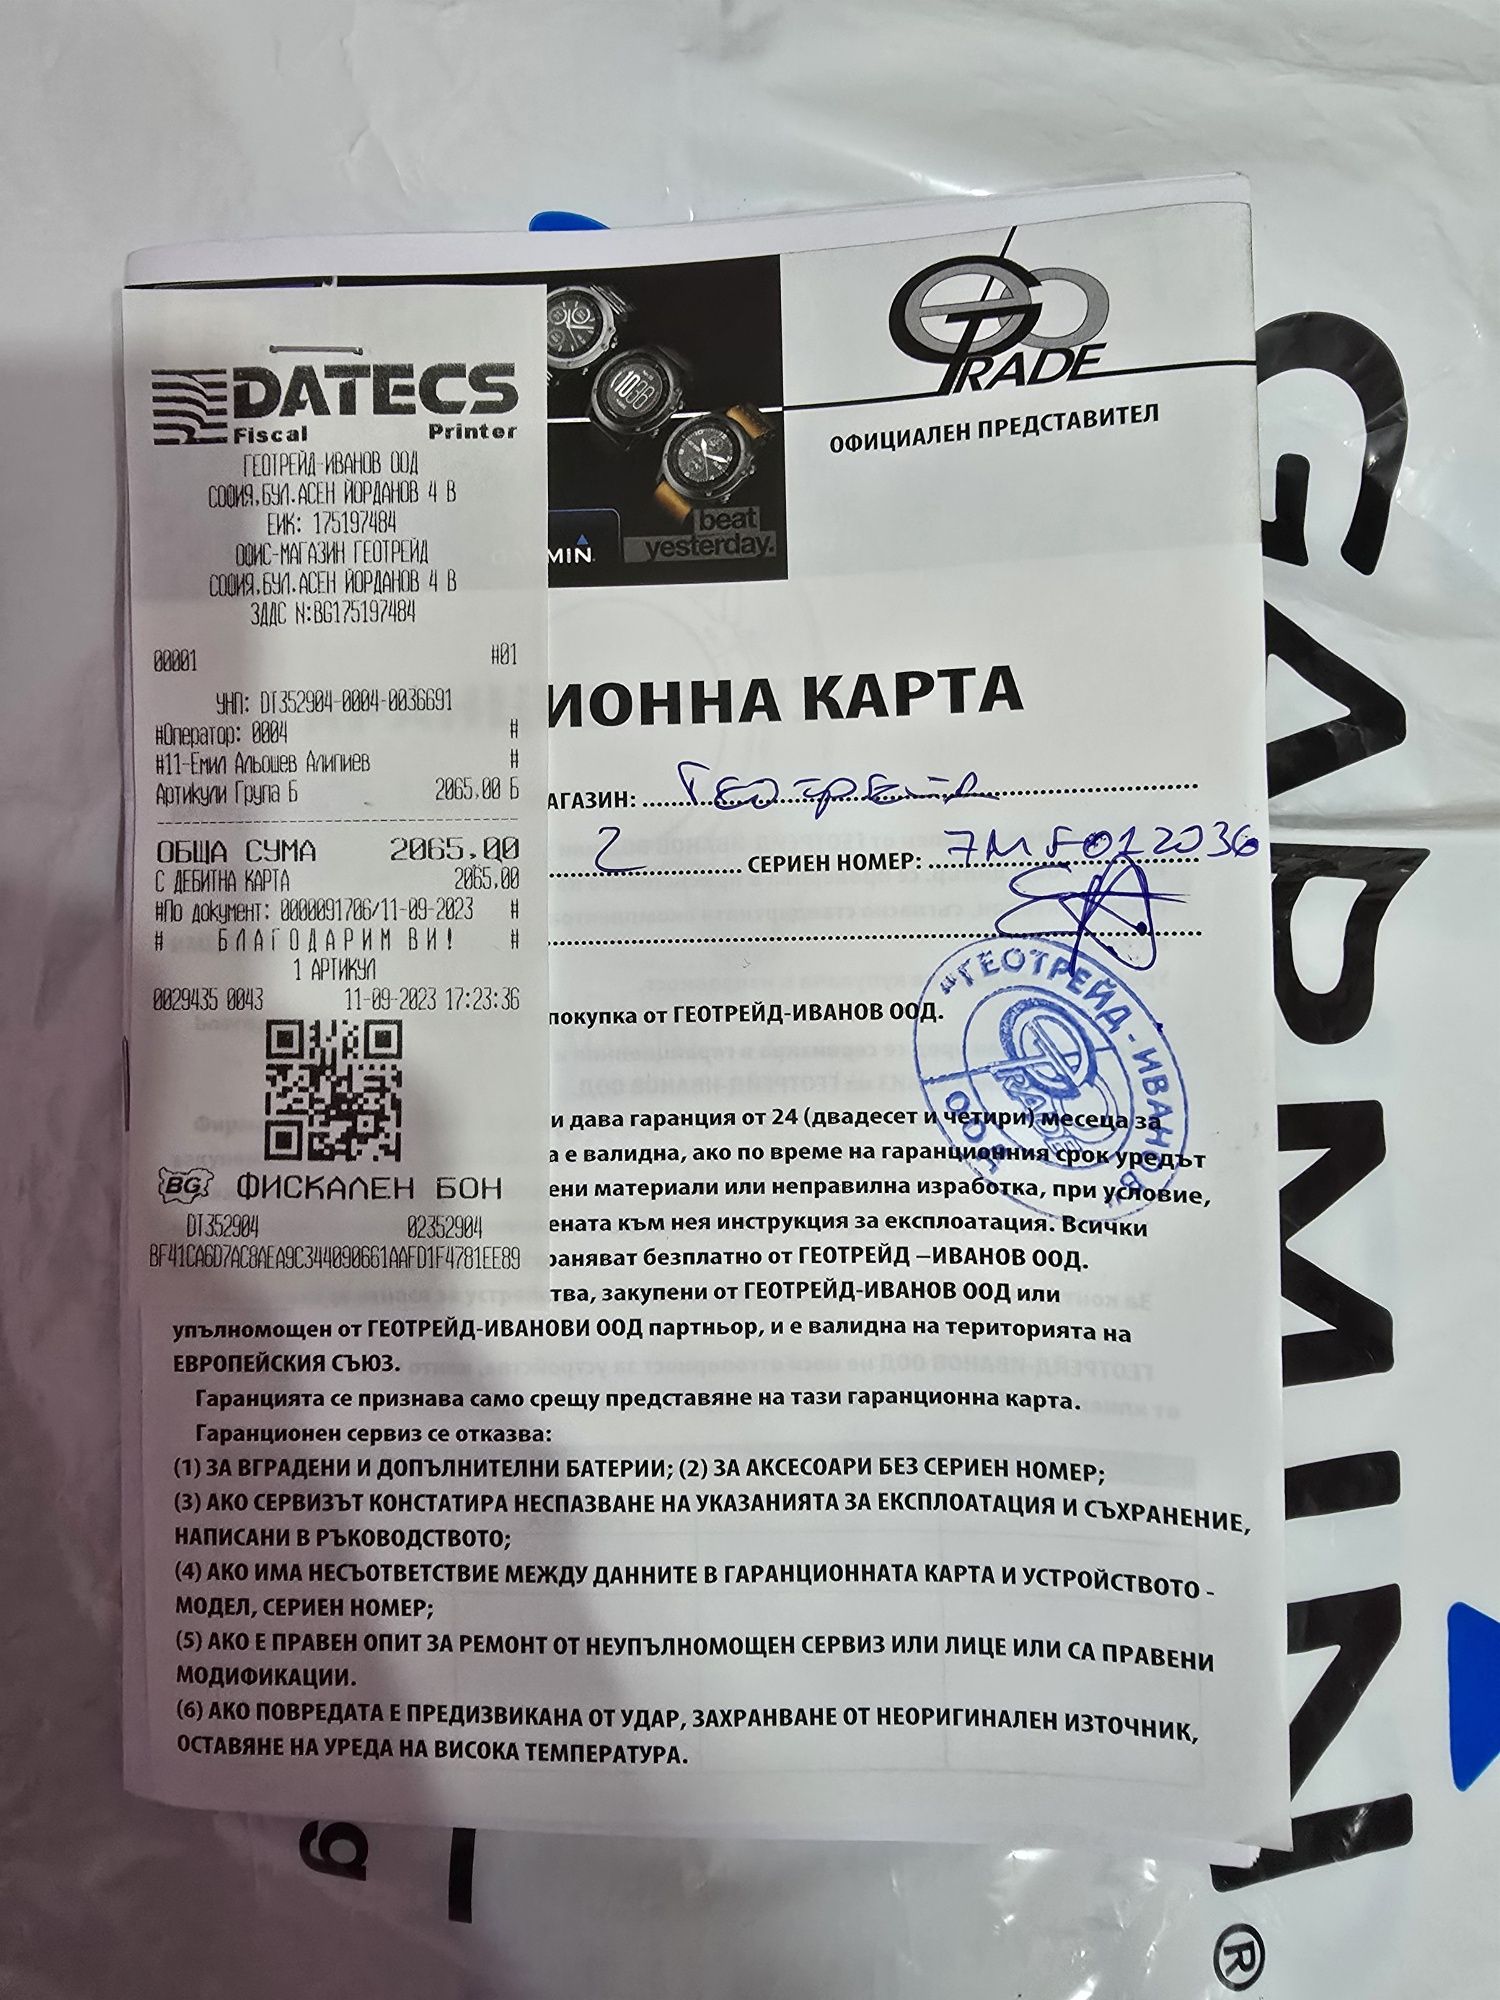 DATECS
Fiscal Printer
ГЕОТРЕЙД-ИВАНОВ ООД
СОФИЯ,БУЛ.АСЕН ЙОРДАНОВ 4 В
ЕИК: 175197484
ОФИС-МАГАЗИН ГЕОТРЕЙД
СОФИЯ,БУЛ.АСЕН ЙОРДАНОВ 4 В
ЗДДС N:BG175197484
00001 #01
УНП: DT352904-0004-0036691
#Оператор: 0004 #
#11-Емил Альошев Алипиев #
Артикули Група Б 2065.00 Б
ОБЩА СУМА 2065.00
С ДЕБИТНА КАРТА 2065.00
#По документ: 0000091706/11-09-2023 #
# БЛАГОДАРИМ ВИ! #
1 АРТИКУЛ
0029435 0043 11-09-2023 17:23:36
BG ФИСКАЛЕН БОН
DT352904 02352904
BF41CA6D7AC8AEA9C344090661AAFD1F4781EE89
GEO TRADE
ОФИЦИАЛЕН ПРЕДСТАВИТЕЛ
beat
yesterday.
MIN
ИОННА КАРТА
АГАЗИН: Геотрейд
2 СЕРИЕН НОМЕР: 7MF012036
покупка от ГЕОТРЕЙД-ИВАНОВ ООД.
"ГЕОТРЕЙД - ИВАНОВ" ООД
TRADE
и дава гаранция от 24 (двадесет и четири) месеца за
а е валидна, ако по време на гаранционния срок уредът
ени материали или неправилна изработка, при условие,
ената към нея инструкция за експлоатация. Всички
раняват безплатно от ГЕОТРЕЙД –ИВАНОВ ООД.
тва, закупени от ГЕОТРЕЙД-ИВАНОВ ООД или
упълномощен от ГЕОТРЕЙД-ИВАНОВИ ООД партньор, и е валидна на територията на
ЕВРОПЕЙСКИЯ СЪЮЗ.
Гаранцията се признава само срещу представяне на тази гаранционна карта.
Гаранционен сервиз се отказва:
(1) ЗА ВГРАДЕНИ И ДОПЪЛНИТЕЛНИ БАТЕРИИ; (2) ЗА АКСЕСОАРИ БЕЗ СЕРИЕН НОМЕР;
(3) АКО СЕРВИЗЪТ КОНСТАТИРА НЕСПАЗВАНЕ НА УКАЗАНИЯТА ЗА ЕКСПЛОАТАЦИЯ И СЪХРАНЕНИЕ,
НАПИСАНИ В РЪКОВОДСТВОТО;
(4) АКО ИМА НЕСЪОТВЕТСТВИЕ МЕЖДУ ДАННИТЕ В ГАРАНЦИОННАТА КАРТА И УСТРОЙСТВОТО -
МОДЕЛ, СЕРИЕН НОМЕР;
(5) АКО Е ПРАВЕН ОПИТ ЗА РЕМОНТ ОТ НЕУПЪЛНОМОЩЕН СЕРВИЗ ИЛИ ЛИЦЕ ИЛИ СА ПРАВЕНИ
МОДИФИКАЦИИ.
(6) АКО ПОВРЕДАТА Е ПРЕДИЗВИКАНА ОТ УДАР, ЗАХРАНВАНЕ ОТ НЕОРИГИНАЛЕН ИЗТОЧНИК,
ОСТАВЯНЕ НА УРЕДА НА ВИСОКА ТЕМПЕРАТУРА.
GARMIN®
g